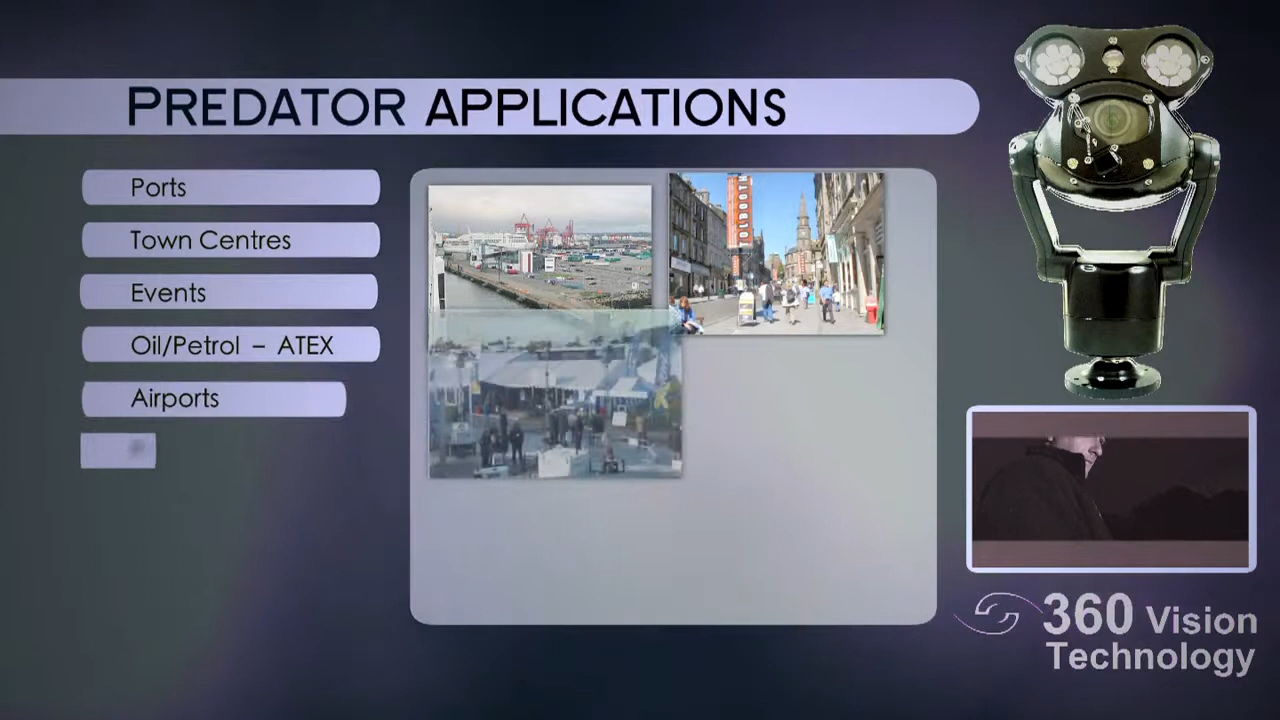 PREDATOR APPLICATIONS
Ports
Town Centres
Events
Oil/Petrol – ATEX
Airports
360 Vision
Technology